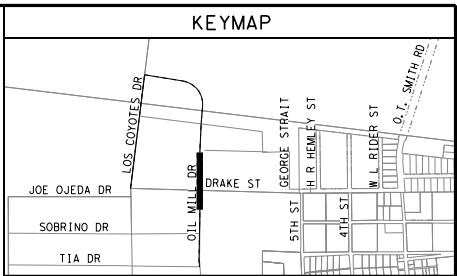 KEYMAP
LOS COYOTES DR
OIL MILL DR
GEORGE STRAIT
H R HEMLEY ST
W L RIDER ST
O. T. SMITH RD
DRAKE ST
JOE OJEDA DR
SOBRINO DR
TIA DR
5TH ST
4TH ST